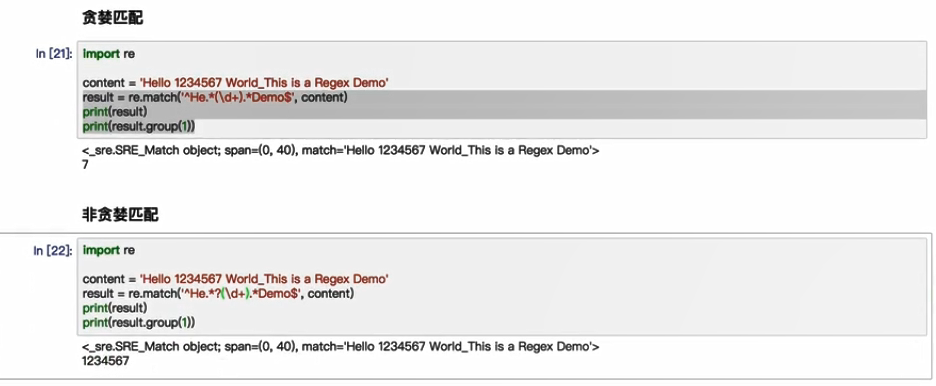 贪婪匹配
In [21]: import re
content = 'Hello 1234567 World_This is a Regex Demo'
result = re.match('^He.*(\d+).*Demo$', content)
print(result)
print(result.group(1))
<_sre.SRE_Match object; span=(0, 40), match='Hello 1234567 World_This is a Regex Demo'>
7
非贪婪匹配
In [22]: import re
content = 'Hello 1234567 World_This is a Regex Demo'
result = re.match('^He.*?(\d+).*Demo$', content)
print(result)
print(result.group(1))
<_sre.SRE_Match object; span=(0, 40), match='Hello 1234567 World_This is a Regex Demo'>
1234567